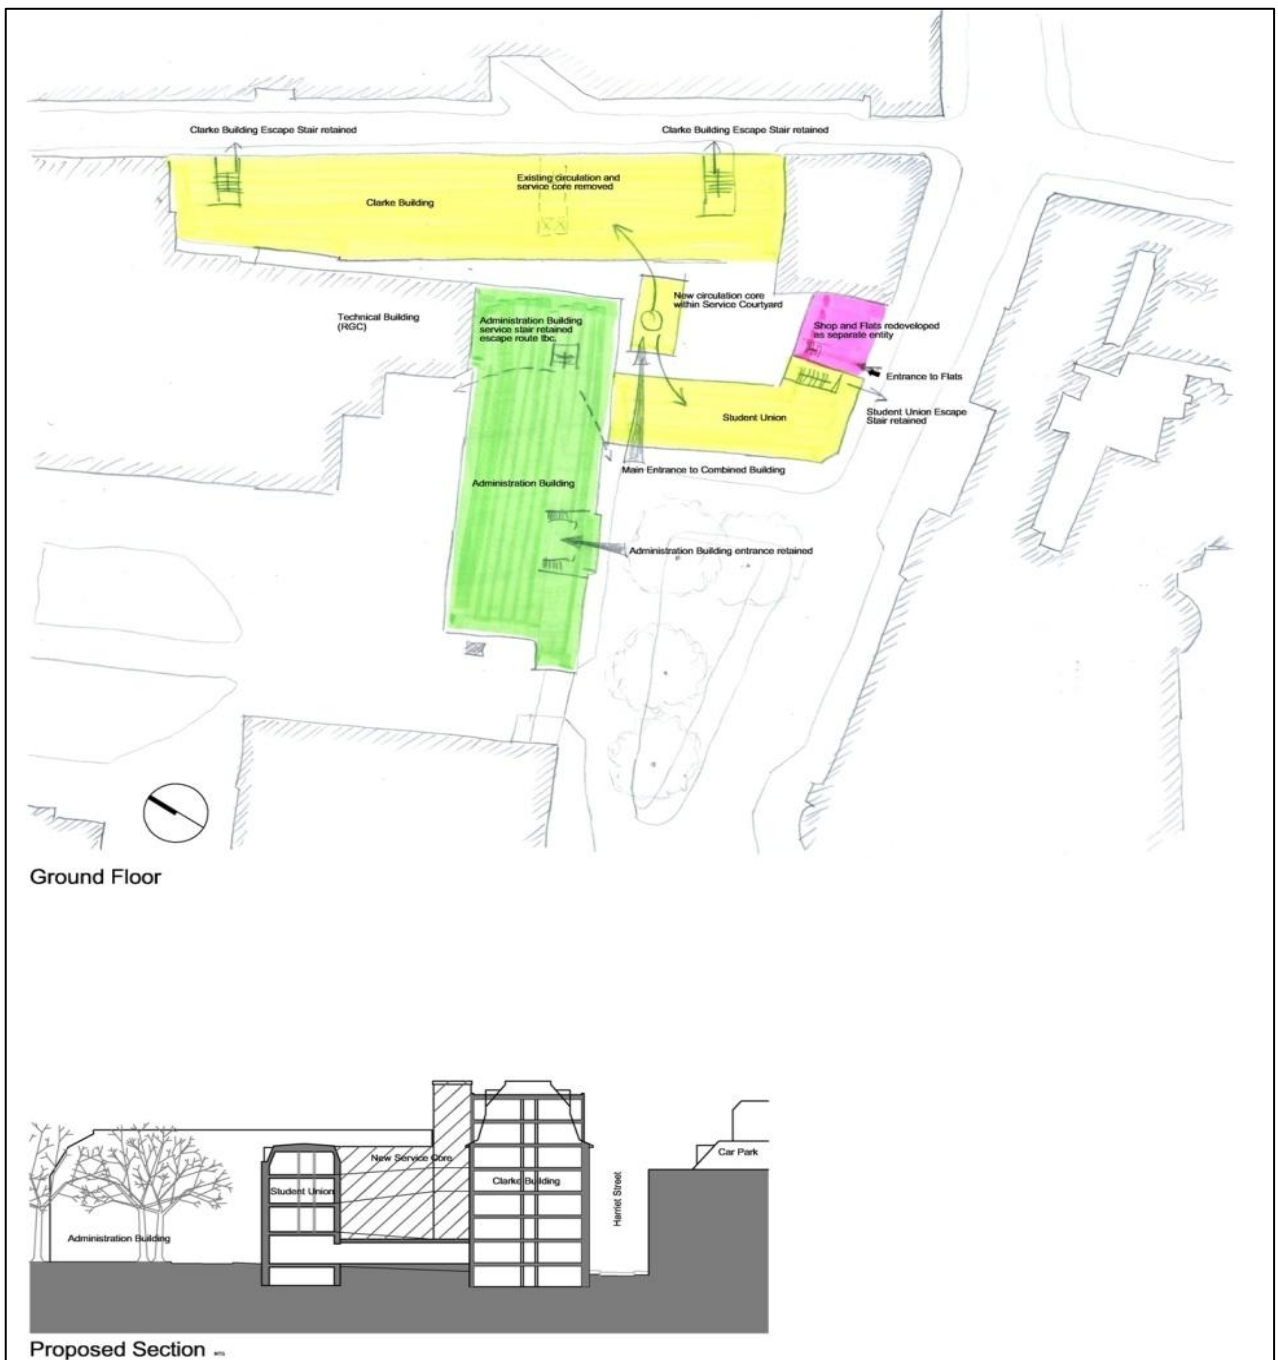 Clarke Building Escape Stair retained
Clarke Building Escape Stair retained
Existing circulation and
service core removed
Clarke Building
New circulation core
within Service Courtyard
Technical Building
(RGC)
Administration Building
service stair retained
escape route tbc.
Shop and Flats redeveloped
as separate entity
Entrance to Flats
Student Union
Student Union Escape
Stair retained
Main Entrance to Combined Building
Administration Building
Administration Building entrance retained
Ground Floor
New Service Core
Car Park
Student Union
Clarke Building
Harriet Street
Administration Building
Proposed Section